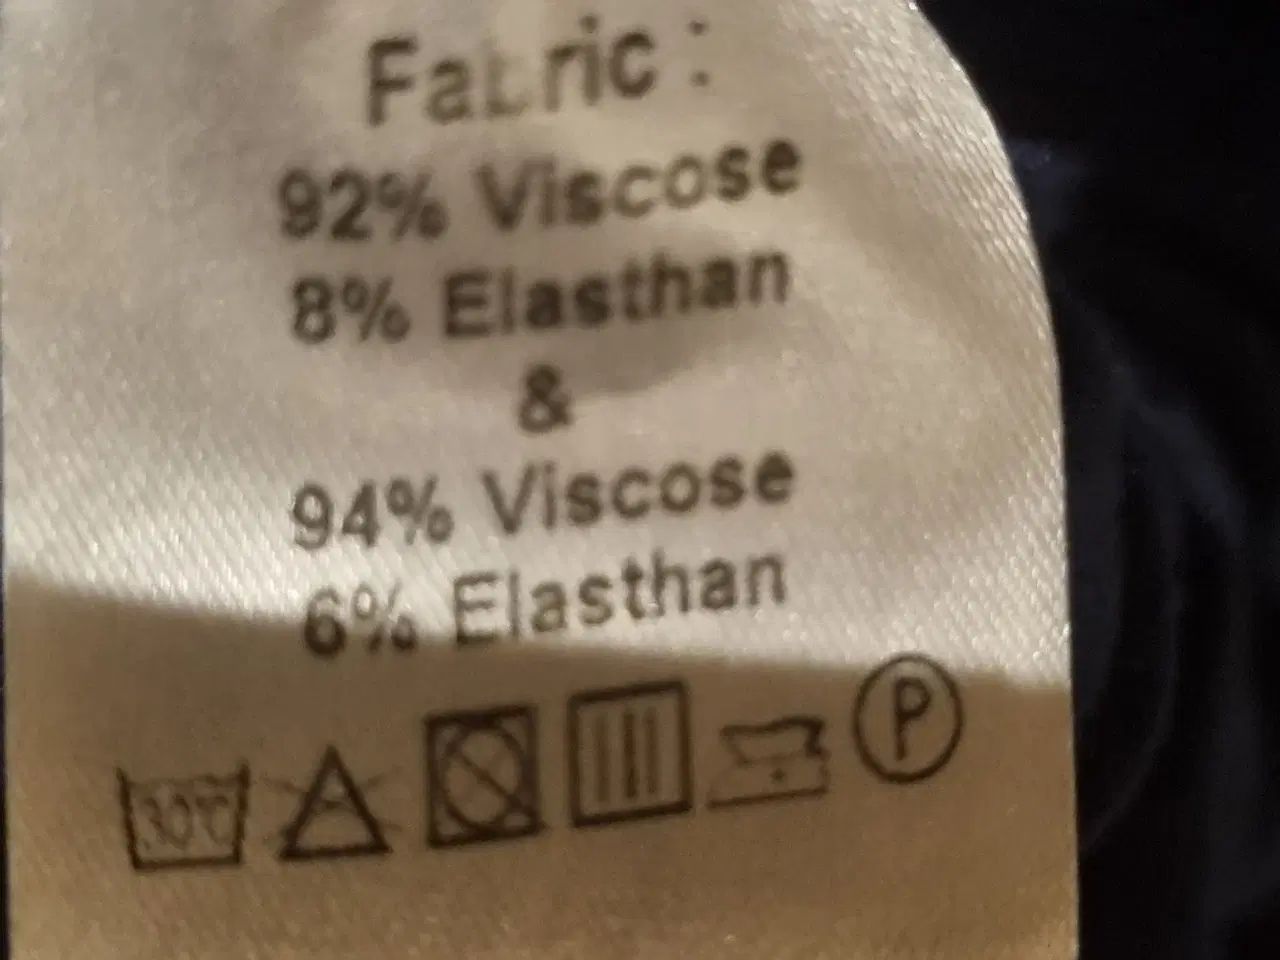 Fabric :
92% Viscose
8% Elasthan
&
94% Viscose
6% Elasthan
30°C
P